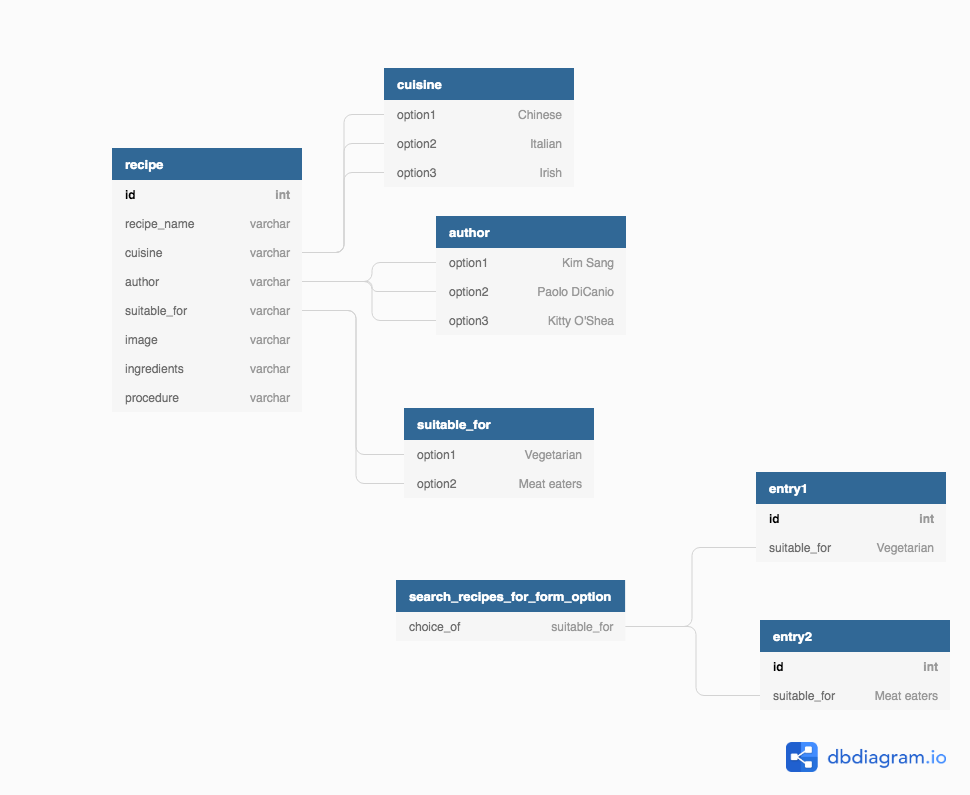 cuisine
option1 Chinese
option2 Italian
option3 Irish
recipe
id int
recipe_name varchar
cuisine varchar
author varchar
suitable_for varchar
image varchar
ingredients varchar
procedure varchar
author
option1 Kim Sang
option2 Paolo DiCanio
option3 Kitty O'Shea
suitable_for
option1 Vegetarian
option2 Meat eaters
entry1
id int
suitable_for Vegetarian
search_recipes_for_form_option
choice_of suitable_for
entry2
id int
suitable_for Meat eaters
dbdiagram.io